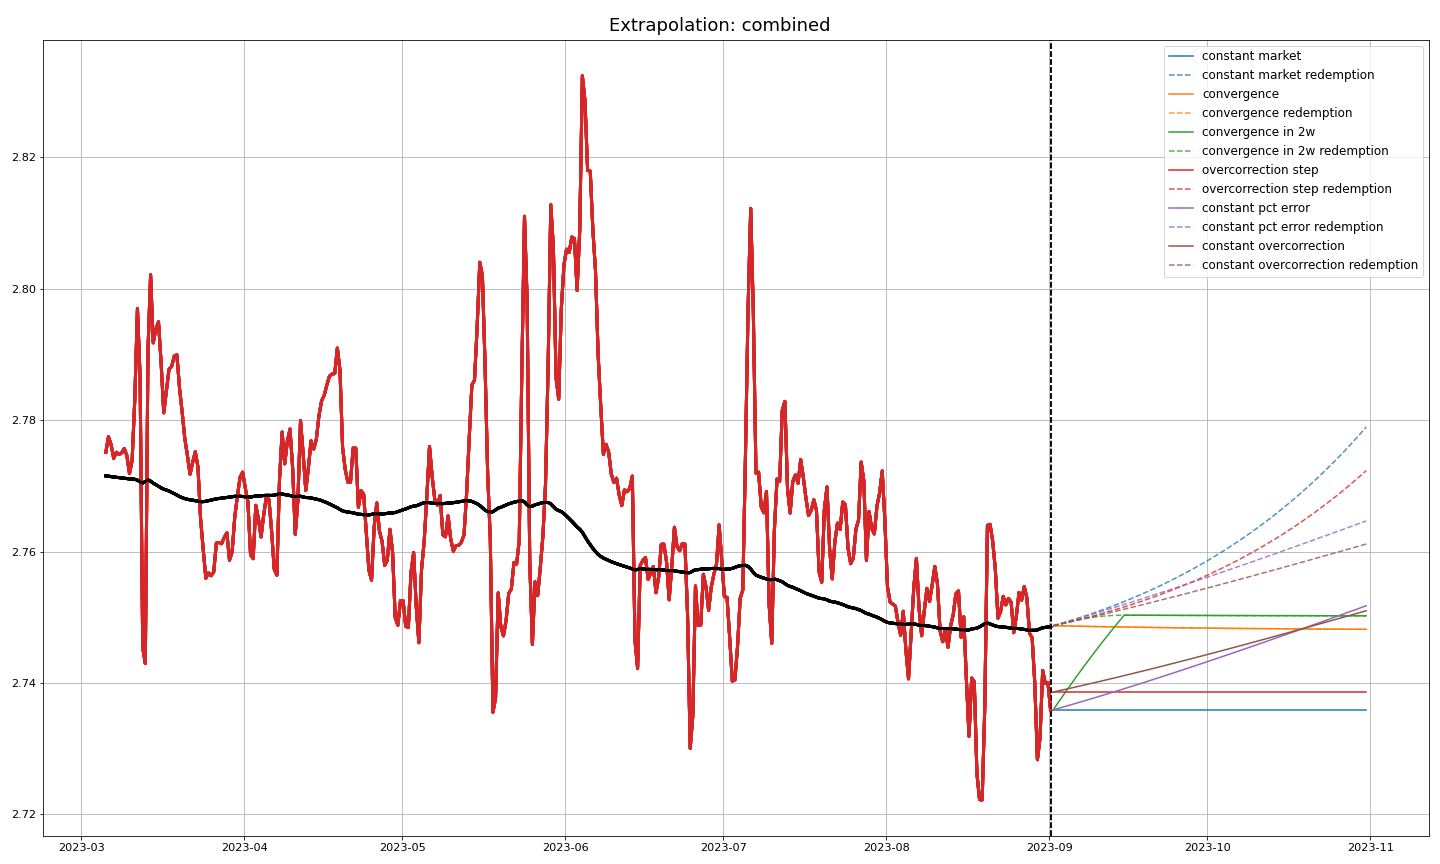 Extrapolation: combined
constant market
constant market redemption
convergence
convergence redemption
convergence in 2w
convergence in 2w redemption
overcorrection step
overcorrection step redemption
constant pct error
constant pct error redemption
constant overcorrection
constant overcorrection redemption
2.82
2.80
2.78
2.76
2.74
2.72
2023-03 2023-04 2023-05 2023-06 2023-07 2023-08 2023-09 2023-10 2023-11